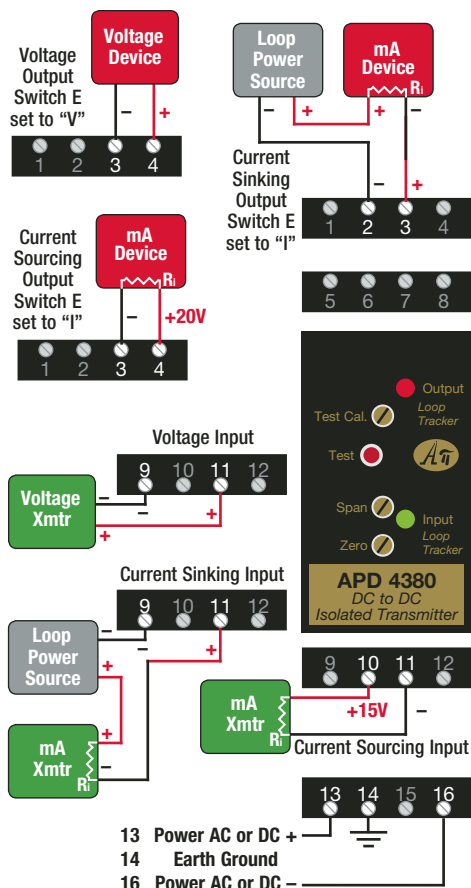 Voltage
Output
Switch E
set to “V”
Voltage
Device
– +
1 2 3 4
Loop
Power
Source
mA
Device
Ri
– + + –
Current
Sinking
Output
Switch E
set to “I”
– +
1 2 3 4
Current
Sourcing
Output
Switch E
set to “I”
mA
Device
Ri
– +20V
1 2 3 4
5 6 7 8
Output
Loop
Tracker
Test Cal.
Test
Aπ
Span
Input
Loop
Tracker
Zero
APD 4380
DC to DC
Isolated Transmitter
Voltage Input
9 10 11 12
Voltage
Xmtr
– – + +
Current Sinking Input
9 10 11 12
Loop
Power
Source
– – +
+
+
mA
Xmtr
–
Ri
9 10 11 12
mA
Xmtr
Ri
+15V –
Current Sourcing Input
13 14 15 16
13 Power AC or DC +
14 Earth Ground
16 Power AC or DC –